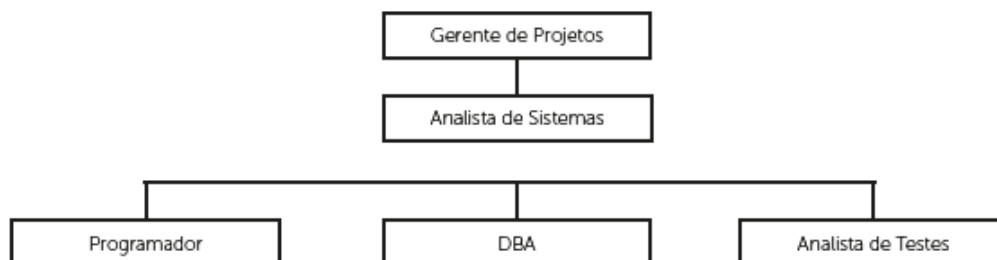 Gerente de Projetos
Analista de Sistemas
Programador
DBA
Analista de Testes